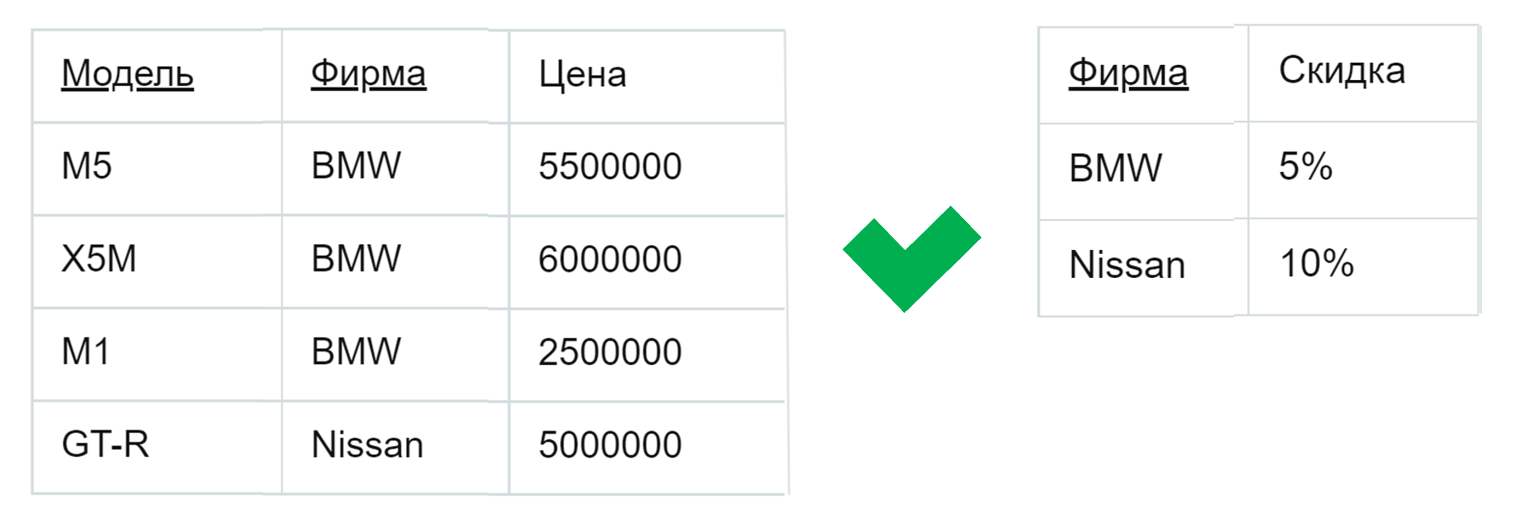 Модель Фирма Цена
M5 BMW 5500000
X5M BMW 6000000
M1 BMW 2500000
GT-R Nissan 5000000
Фирма Скидка
BMW 5%
Nissan 10%